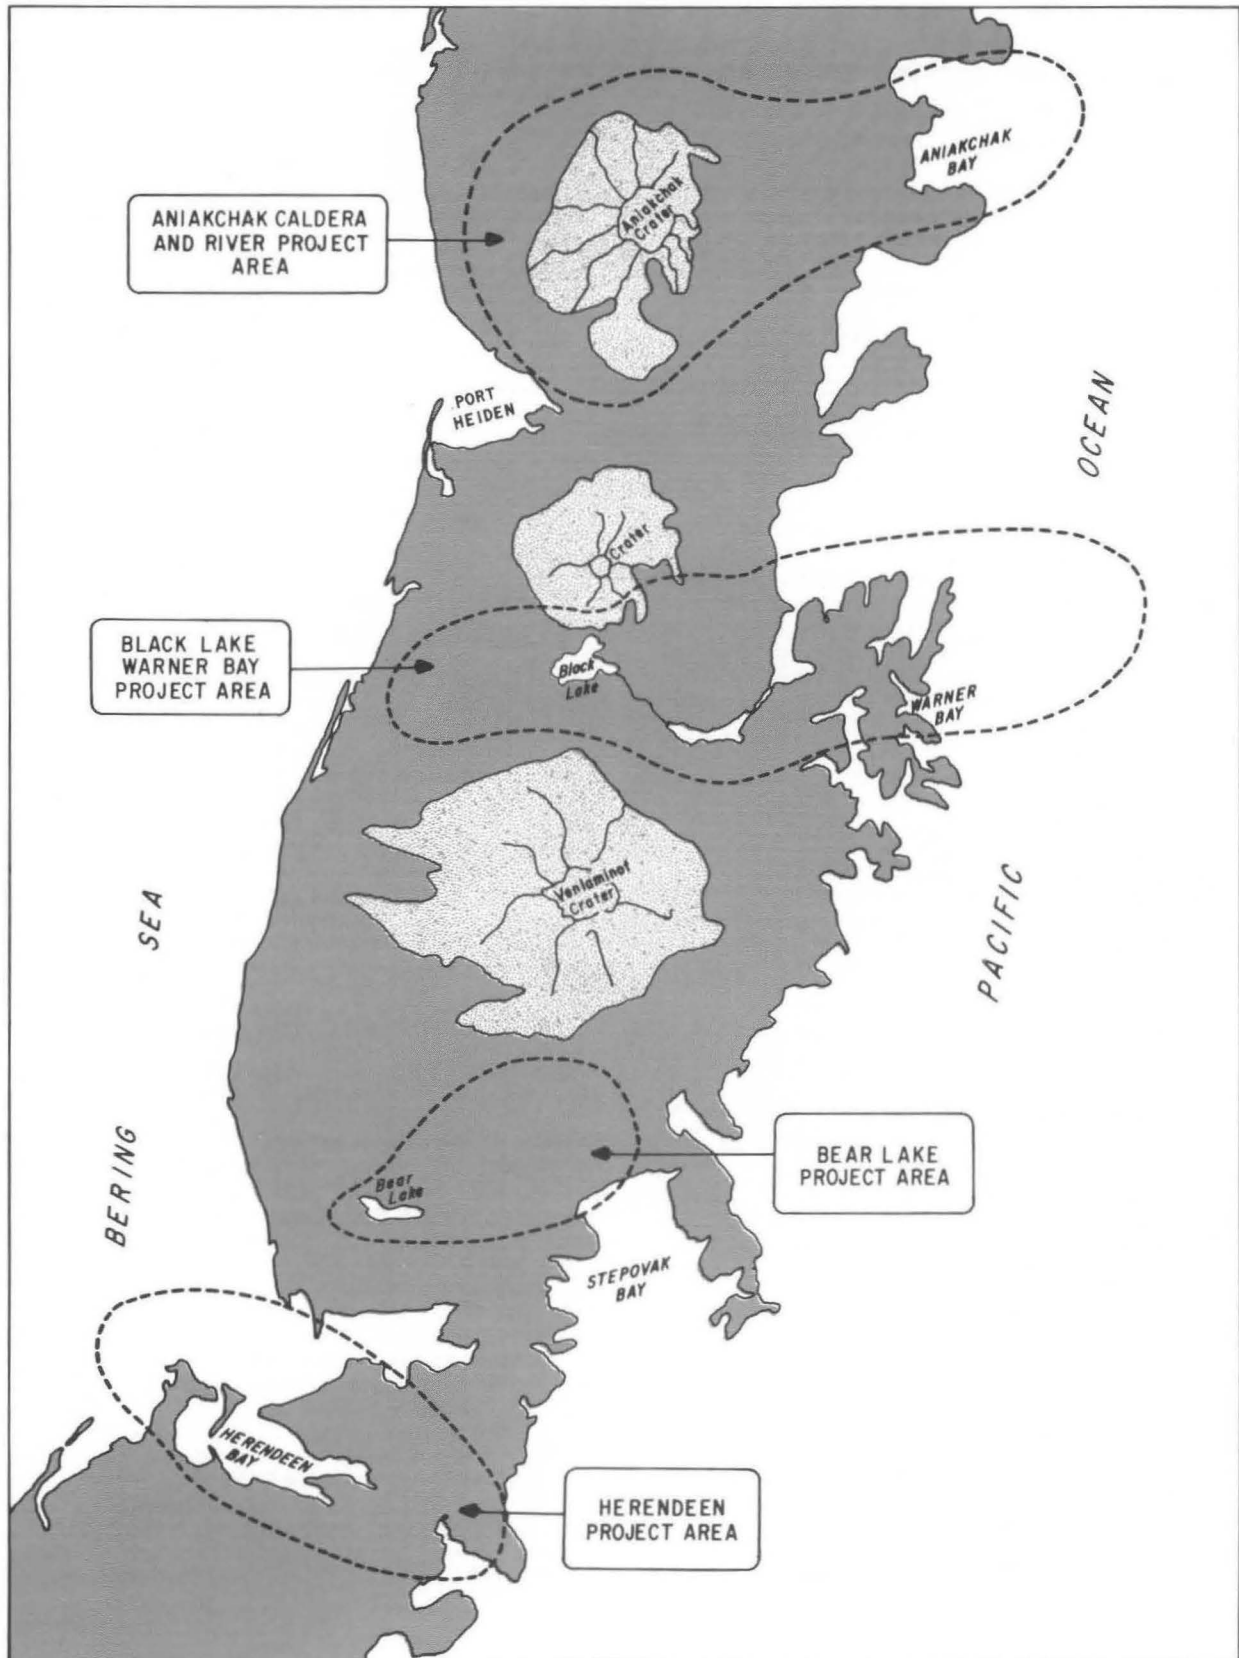 ANIAKCHAK
BAY
Aniakchak
Crater
ANIAKCHAK CALDERA
AND RIVER PROJECT
AREA
PORT
HEIDEN
OCEAN
Crater
BLACK LAKE
WARNER BAY
PROJECT AREA
Black
Lake
WARNER
BAY
Veniaminof
Crater
SEA
PACIFIC
BEAR LAKE
PROJECT AREA
Bear
Lake
BERING
STEPOVAK
BAY
HERENDEEN
BAY
HERENDEEN
PROJECT AREA